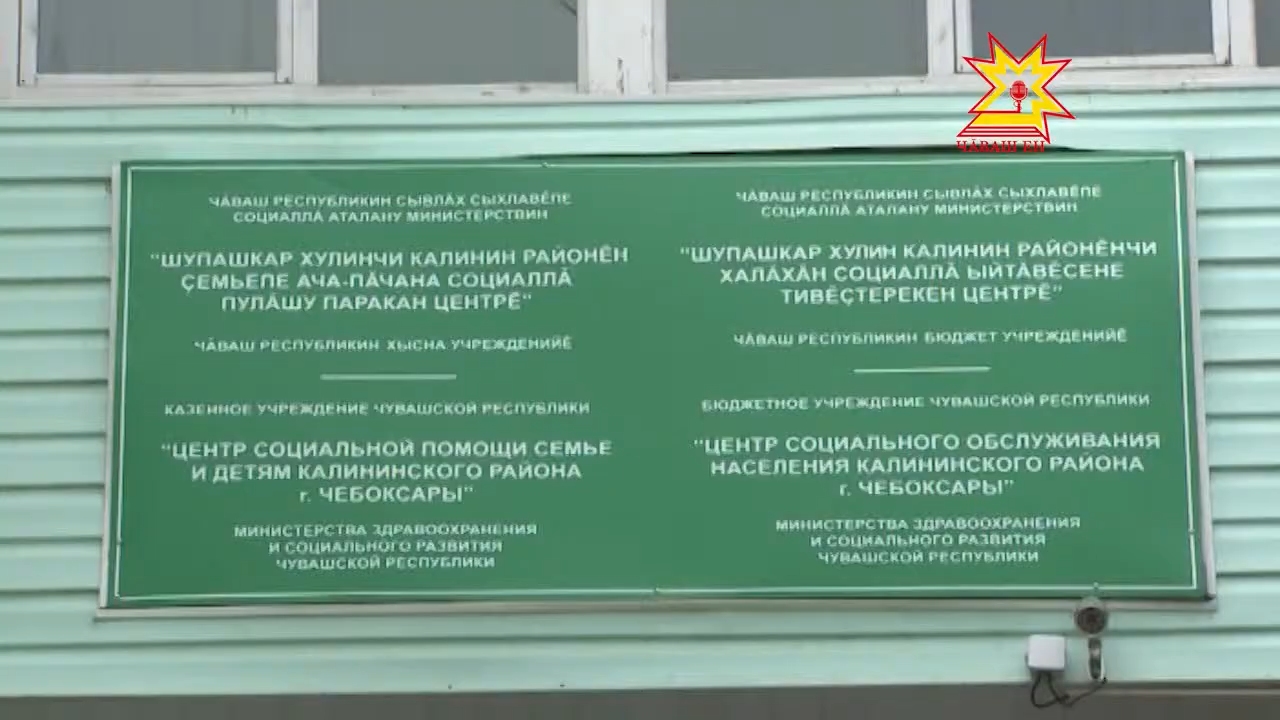 ЧӐВАШ ЕН
ЧӐВАШ РЕСПУБЛИКИН СЫВЛӐХ СЫХЛАВӖПЕ
СОЦИАЛЛӐ АТАЛАНУ МИНИСТЕРСТВИН
"ШУПАШКАР ХУЛИНЧИ КАЛИНИН РАЙОНӖН
ҪЕМЬЕПЕ АЧА-ПӐЧАНА СОЦИАЛЛӐ
ПУЛӐШУ ПАРАКАН ЦЕНТРӖ"
ЧӐВАШ РЕСПУБЛИКИН ХЫСНА УЧРЕЖДЕНИЙӖ
КАЗЕННОЕ УЧРЕЖДЕНИЕ ЧУВАШСКОЙ РЕСПУБЛИКИ
"ЦЕНТР СОЦИАЛЬНОЙ ПОМОЩИ СЕМЬЕ
И ДЕТЯМ КАЛИНИНСКОГО РАЙОНА
г. ЧЕБОКСАРЫ"
МИНИСТЕРСТВА ЗДРАВООХРАНЕНИЯ
И СОЦИАЛЬНОГО РАЗВИТИЯ
ЧУВАШСКОЙ РЕСПУБЛИКИ
ЧӐВАШ РЕСПУБЛИКИН СЫВЛӐХ СЫХЛАВӖПЕ
СОЦИАЛЛӐ АТАЛАНУ МИНИСТЕРСТВИН
"ШУПАШКАР ХУЛИН КАЛИНИН РАЙОНӖНЧИ
ХАЛӐХӐН СОЦИАЛЛӐ ЫЙТӐВӖСЕНЕ
ТИВӖҪТЕРЕКЕН ЦЕНТРӖ"
ЧӐВАШ РЕСПУБЛИКИН БЮДЖЕТ УЧРЕЖДЕНИЙӖ
БЮДЖЕТНОЕ УЧРЕЖДЕНИЕ ЧУВАШСКОЙ РЕСПУБЛИКИ
"ЦЕНТР СОЦИАЛЬНОГО ОБСЛУЖИВАНИЯ
НАСЕЛЕНИЯ КАЛИНИНСКОГО РАЙОНА
г. ЧЕБОКСАРЫ"
МИНИСТЕРСТВА ЗДРАВООХРАНЕНИЯ
И СОЦИАЛЬНОГО РАЗВИТИЯ
ЧУВАШСКОЙ РЕСПУБЛИКИ